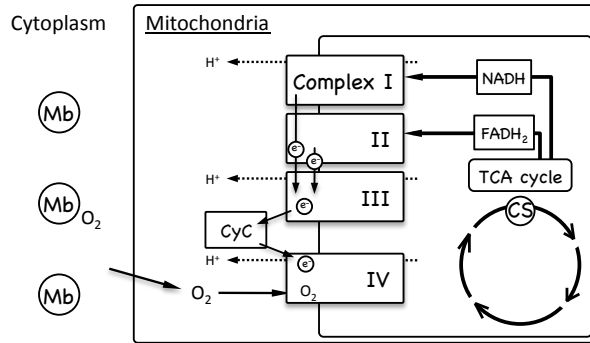 Cytoplasm
Mitochondria
H⁺
Complex I
NADH
Mb
II
FADH₂
e⁻
e⁻
TCA cycle
H⁺
III
Mb
O₂
e⁻
CS
CyC
H⁺
e⁻
IV
Mb
O₂
O₂